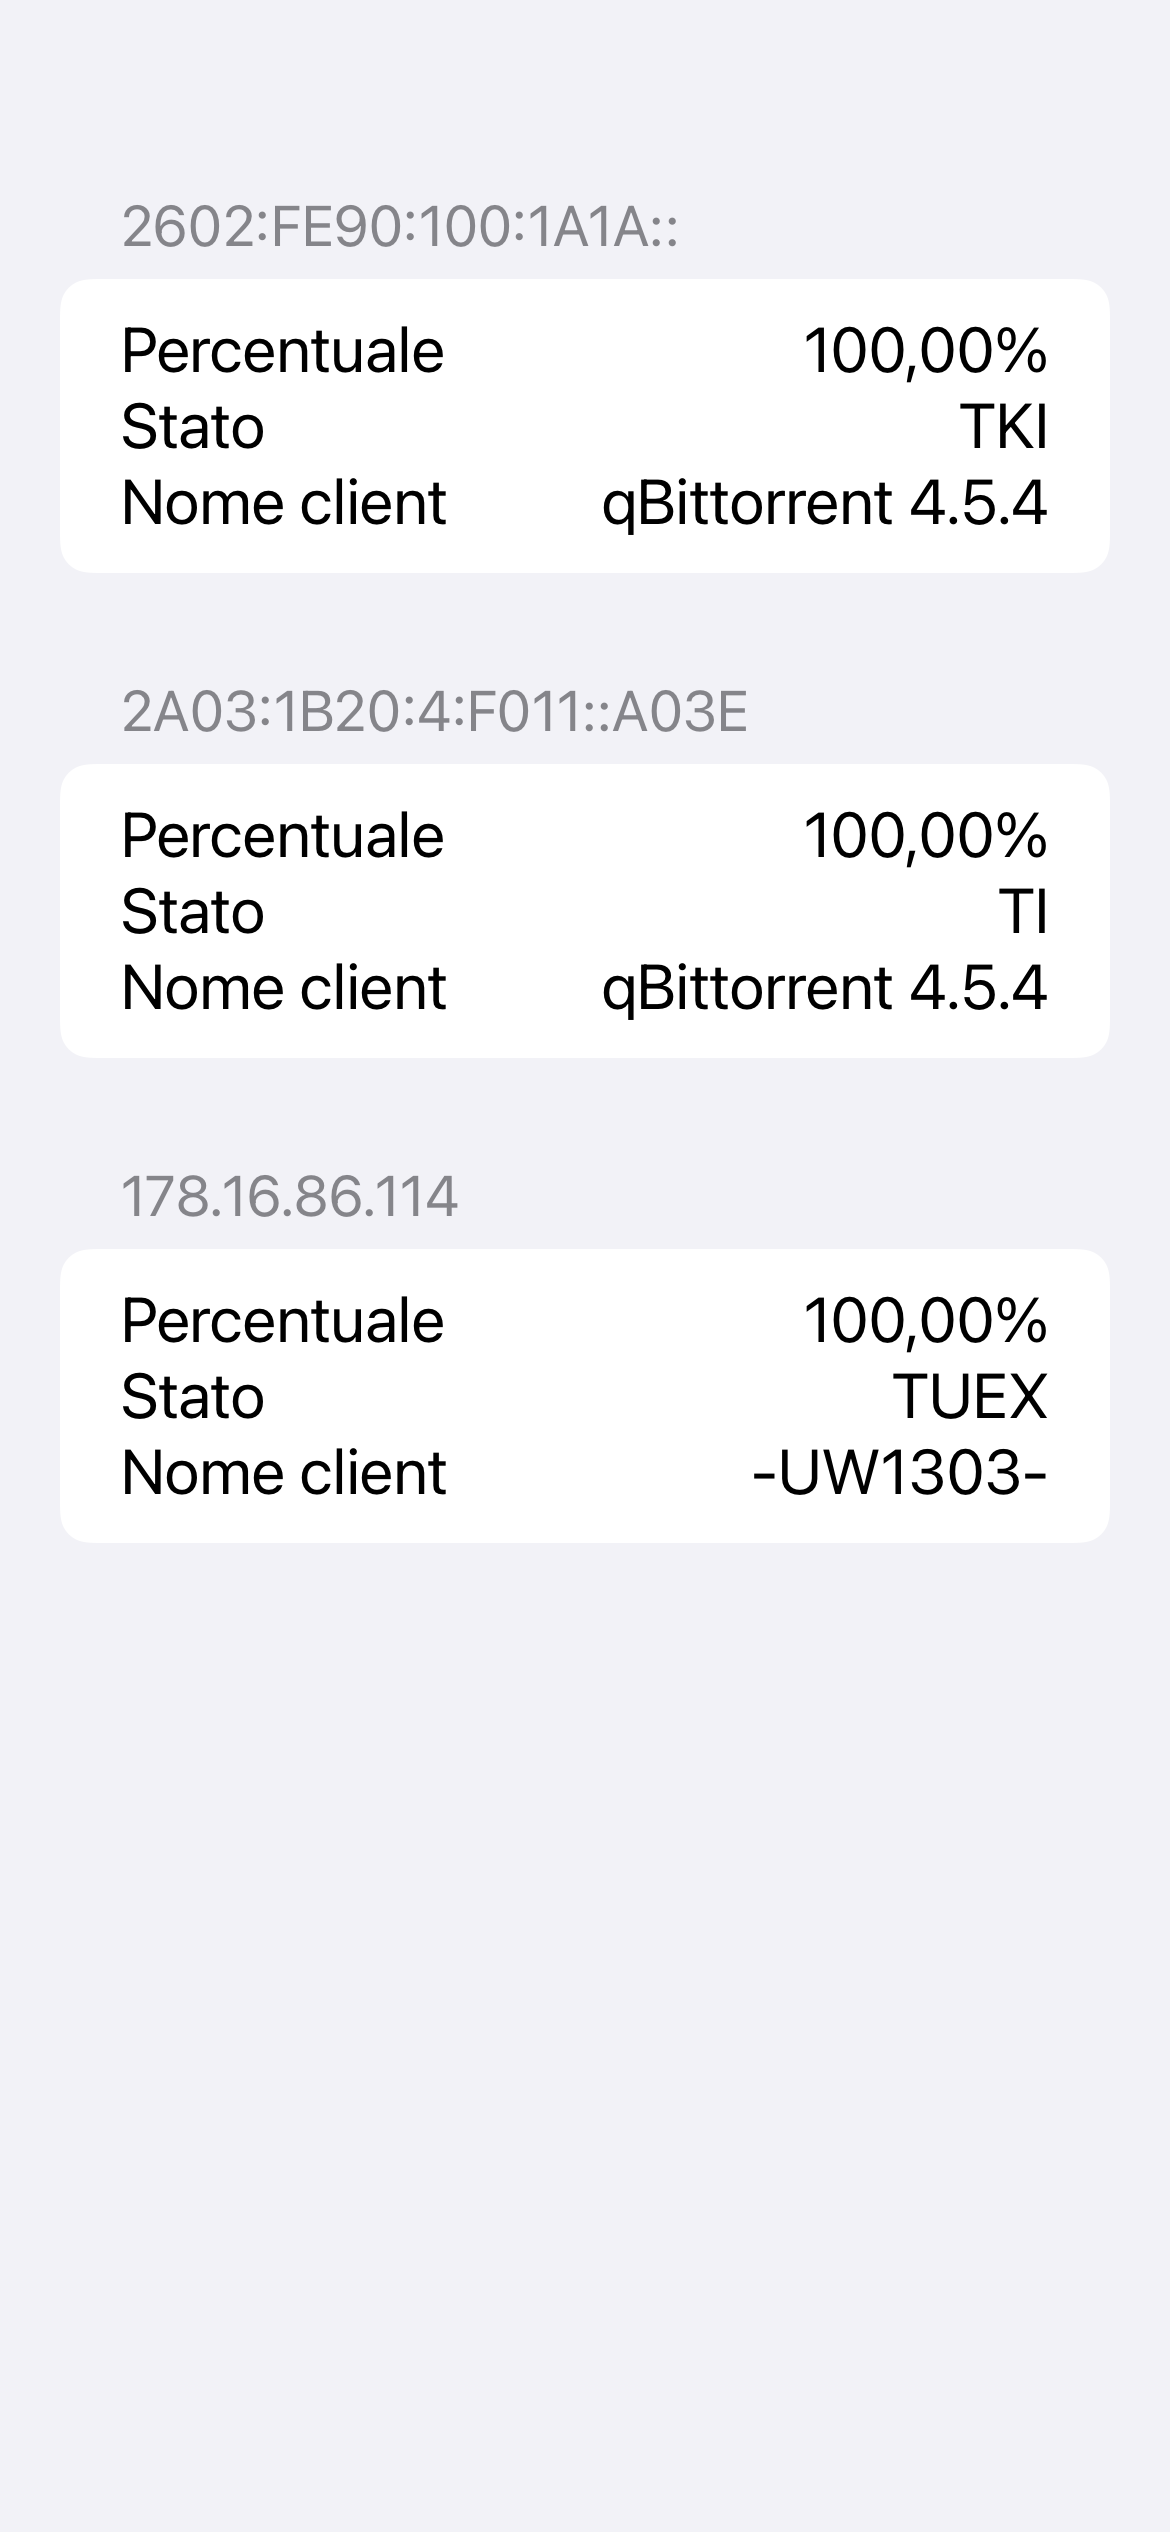 2602:FE90:100:1A1A::
Percentuale 100,00%
Stato TKI
Nome client qBittorrent 4.5.4
2A03:1B20:4:F011::A03E
Percentuale 100,00%
Stato TI
Nome client qBittorrent 4.5.4
178.16.86.114
Percentuale 100,00%
Stato TUEX
Nome client -UW1303-